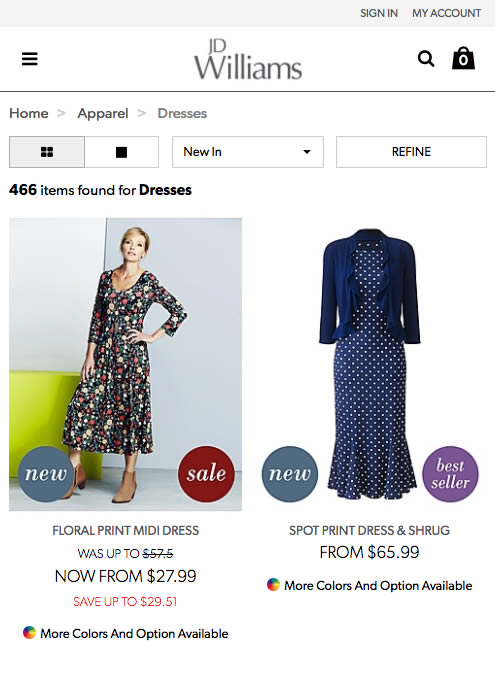 SIGN IN MY ACCOUNT
JD
Williams
0
Home > Apparel > Dresses
New In
REFINE
466 items found for Dresses
new
sale
new
best
seller
FLORAL PRINT MIDI DRESS
WAS UP TO $57.5
NOW FROM $27.99
SAVE UP TO $29.51
More Colors And Option Available
SPOT PRINT DRESS & SHRUG
FROM $65.99
More Colors And Option Available